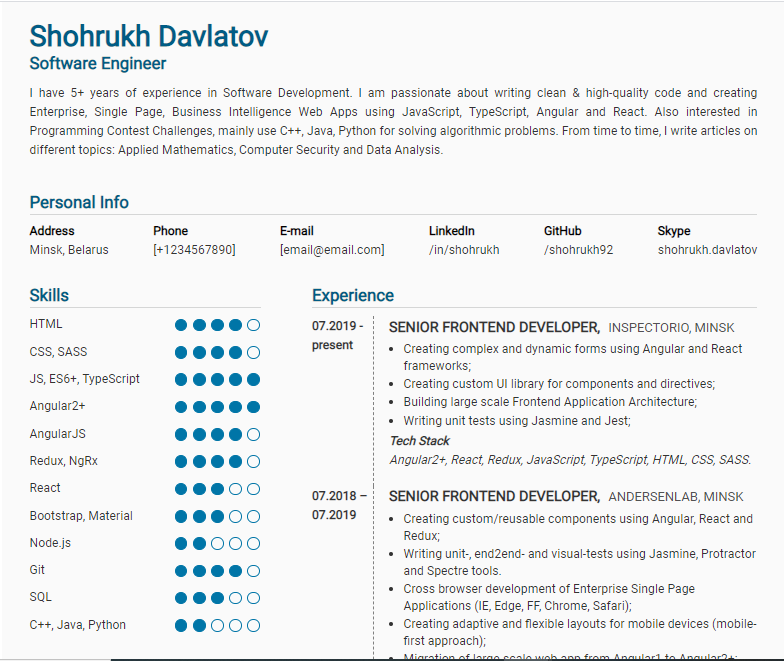 Shohrukh Davlatov
Software Engineer
I have 5+ years of experience in Software Development. I am passionate about writing clean & high-quality code and creating
Enterprise, Single Page, Business Intelligence Web Apps using JavaScript, TypeScript, Angular and React. Also interested in
Programming Contest Challenges, mainly use C++, Java, Python for solving algorithmic problems. From time to time, I write articles on
different topics: Applied Mathematics, Computer Security and Data Analysis.
Personal Info
Address Phone E-mail LinkedIn GitHub Skype
Minsk, Belarus [+1234567890] [email@email.com] /in/shohrukh /shohrukh92 shohrukh.davlatov
Skills
HTML
CSS, SASS
JS, ES6+, TypeScript
Angular2+
AngularJS
Redux, NgRx
React
Bootstrap, Material
Node.js
Git
SQL
C++, Java, Python
Experience
07.2019 -
present
SENIOR FRONTEND DEVELOPER, INSPECTORIO, MINSK
• Creating complex and dynamic forms using Angular and React
frameworks;
• Creating custom UI library for components and directives;
• Building large scale Frontend Application Architecture;
• Writing unit tests using Jasmine and Jest;
Tech Stack
Angular2+, React, Redux, JavaScript, TypeScript, HTML, CSS, SASS.
07.2018 –
07.2019
SENIOR FRONTEND DEVELOPER, ANDERSENLAB, MINSK
• Creating custom/reusable components using Angular, React and
Redux;
• Writing unit-, end2end- and visual-tests using Jasmine, Protractor
and Spectre tools.
• Cross browser development of Enterprise Single Page
Applications (IE, Edge, FF, Chrome, Safari);
• Creating adaptive and flexible layouts for mobile devices (mobile-
first approach);
• Migration of large scale web app from Angular1 to Angular2+;